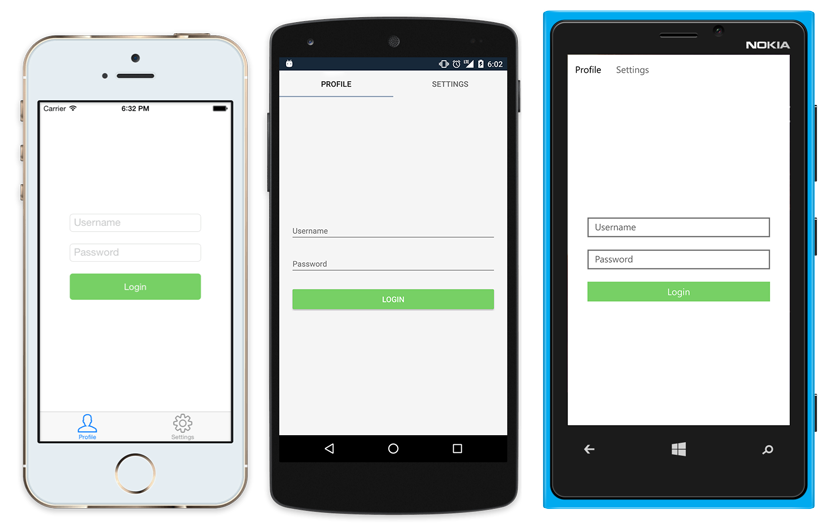 Carrier 6:32 PM
Username
Password
Login
Profile Settings
LTE 6:02
PROFILE SETTINGS
Username
Password
LOGIN
NOKIA
Profile Settings
Username
Password
Login